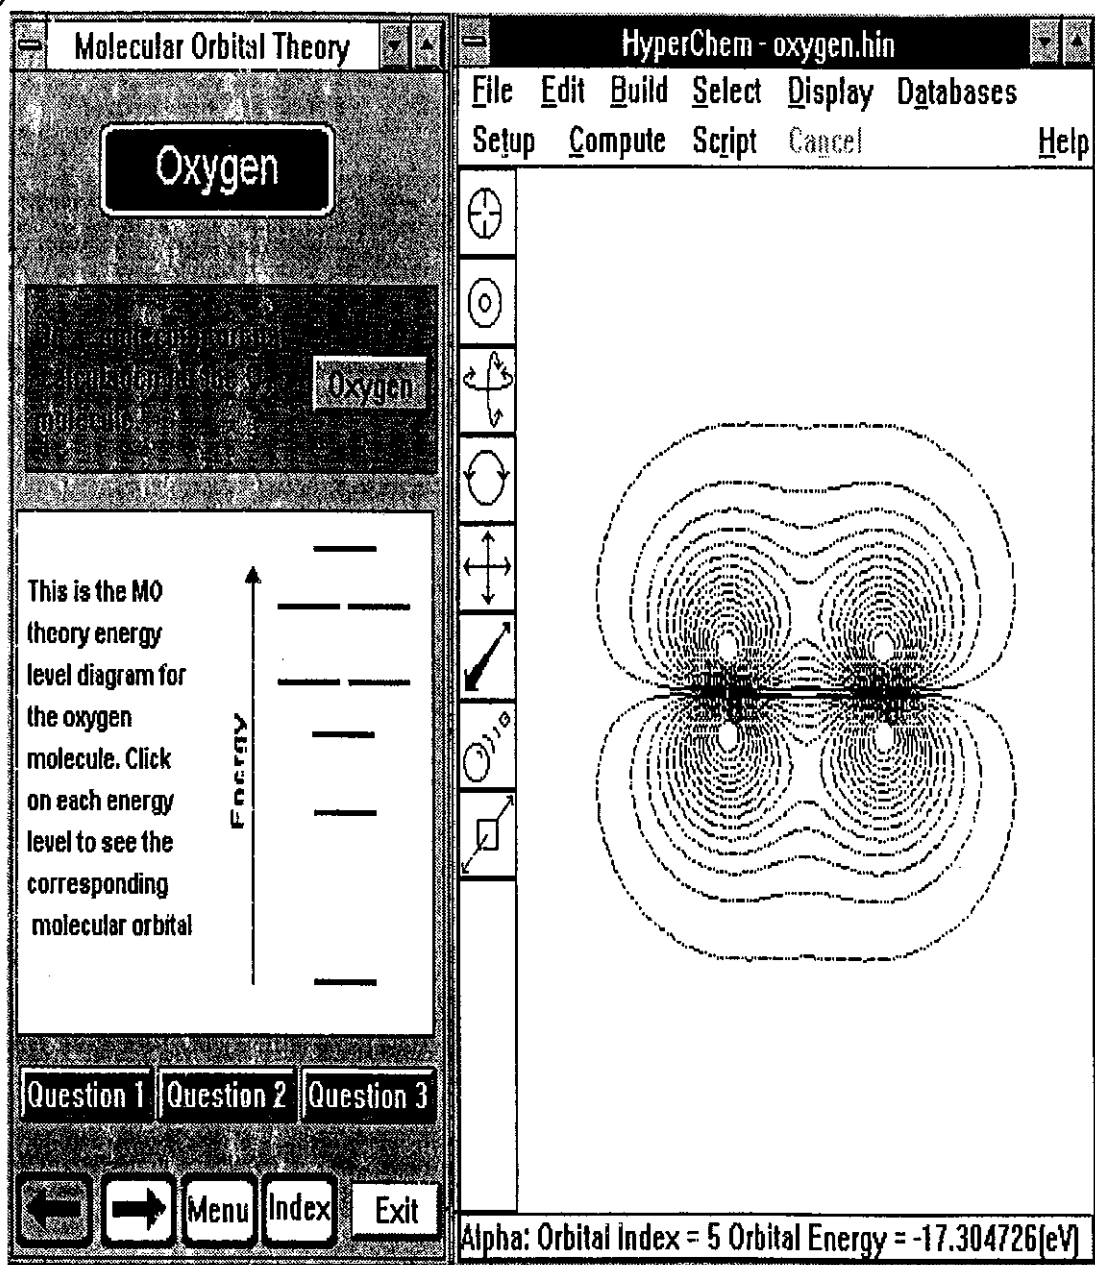 Molecular Orbital Theory
Oxygen
molecule.
Oxygen
This is the MO
theory energy
level diagram for
the oxygen
molecule. Click
on each energy
level to see the
corresponding
molecular orbital
Energy
Question 1 Question 2 Question 3
Menu Index Exit
HyperChem - oxygen.hin
File Edit Build Select Display Databases
Setup Compute Script Cancel Help
Alpha: Orbital Index = 5 Orbital Energy = -17.304726(eV)